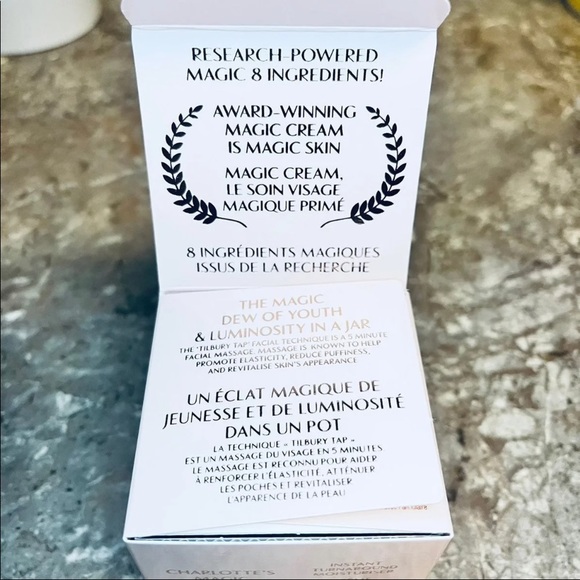 RESEARCH-POWERED
MAGIC 8 INGREDIENTS!
AWARD-WINNING
MAGIC CREAM
IS MAGIC SKIN
MAGIC CREAM,
LE SOIN VISAGE
MAGIQUE PRIMÉ
8 INGRÉDIENTS MAGIQUES
ISSUS DE LA RECHERCHE
THE MAGIC
DEW OF YOUTH
& LUMINOSITY IN A JAR
THE "TILBURY TAP" FACIAL TECHNIQUE IS A 5 MINUTE
FACIAL MASSAGE. MASSAGE IS KNOWN TO HELP
PROMOTE ELASTICITY, REDUCE PUFFINESS,
AND REVITALISE SKIN'S APPEARANCE
UN ÉCLAT MAGIQUE DE
JEUNESSE ET DE LUMINOSITÉ
DANS UN POT
LA TECHNIQUE « TILBURY TAP »
EST UN MASSAGE DU VISAGE EN 5 MINUTES
LE MASSAGE EST RECONNU POUR AIDER
À RENFORCER L'ÉLASTICITÉ, ATTÉNUER
LES POCHES ET REVITALISER
L'APPARENCE DE LA PEAU
CHARLOTTE'S
MAGIC
INSTANT
TURNAROUND
MOISTURISER